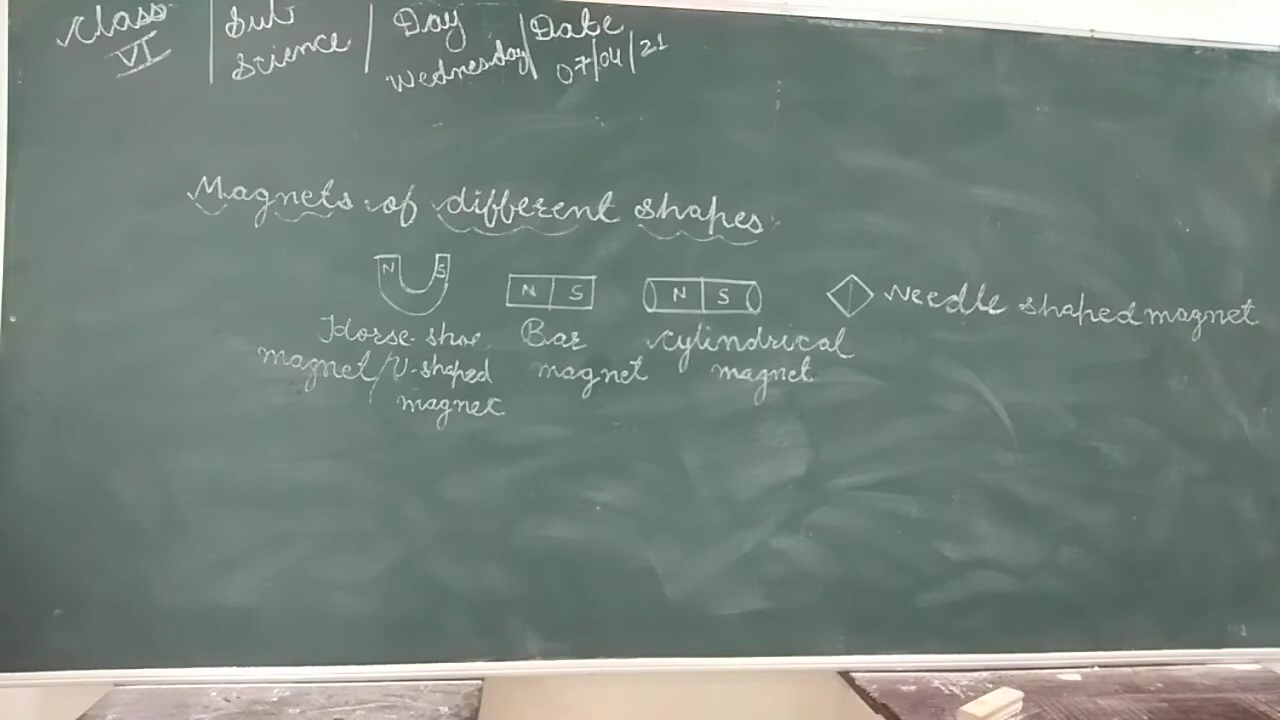 Class | Sub | Day | Date
VI | Science | Wednesday | 07/04/21
Magnets of different shapes
N S
N S
N S
Needle shaped magnet
Horse shoe
magnet/U-shaped
magnet
Bar
magnet
Cylindrical
magnet